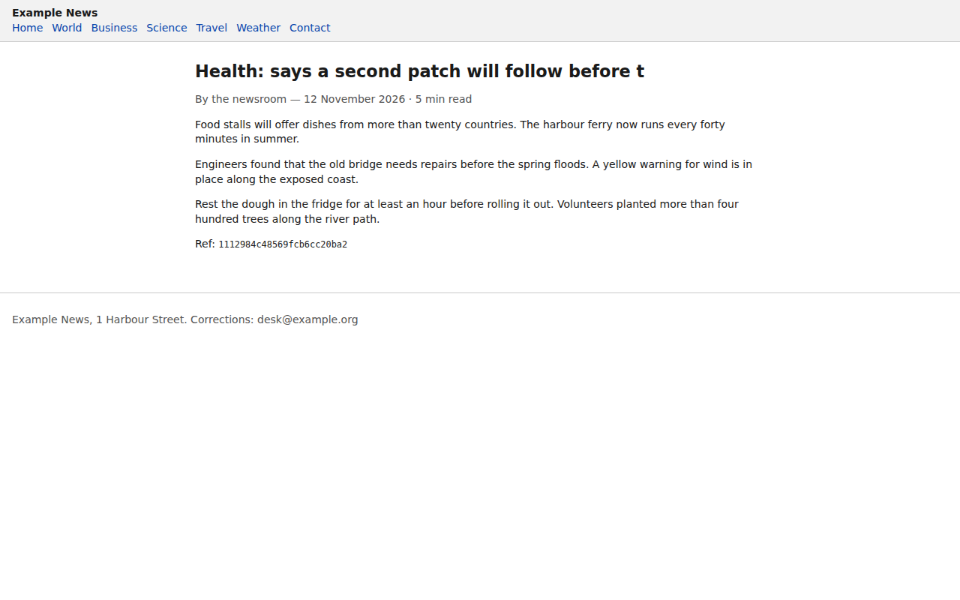 Example News
Home World Business Science Travel Weather Contact
Health: says a second patch will follow before t
By the newsroom — 12 November 2026 · 5 min read
Food stalls will offer dishes from more than twenty countries. The harbour ferry now runs every forty
minutes in summer.
Engineers found that the old bridge needs repairs before the spring floods. A yellow warning for wind is in
place along the exposed coast.
Rest the dough in the fridge for at least an hour before rolling it out. Volunteers planted more than four
hundred trees along the river path.
Ref: 1112984c48569fcb6cc20ba2
Example News, 1 Harbour Street. Corrections: desk@example.org